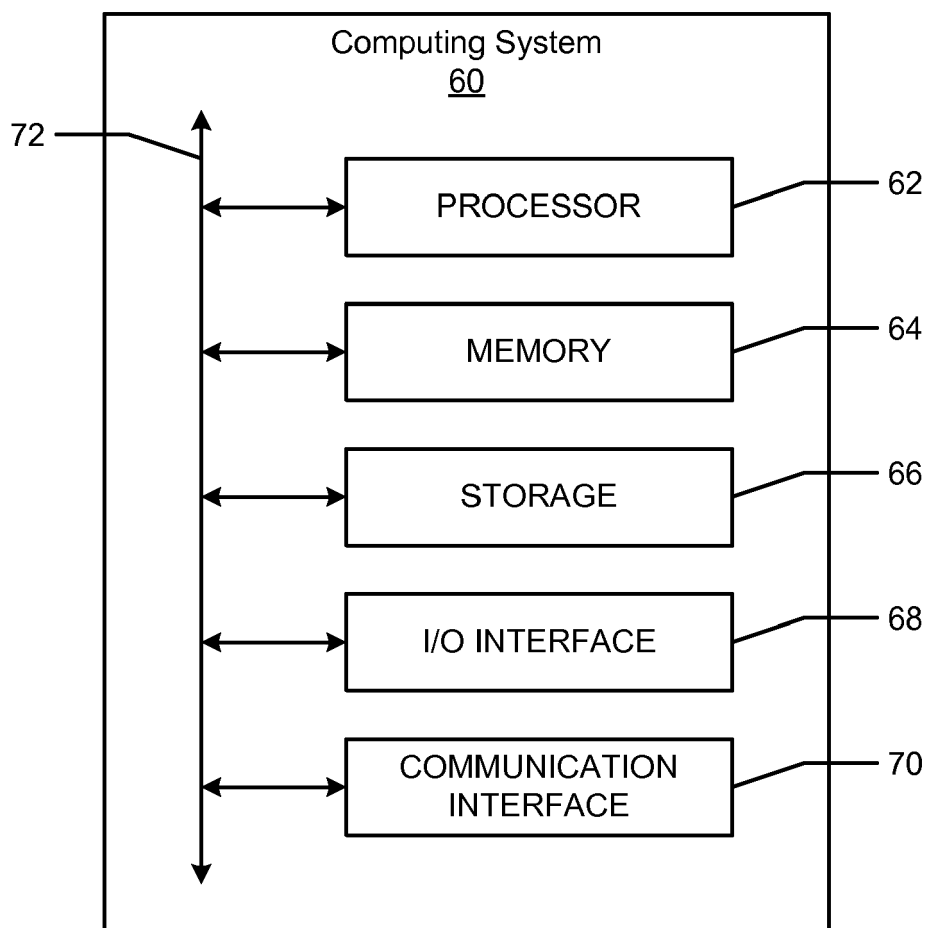 Computing System
60
72
PROCESSOR
62
MEMORY
64
STORAGE
66
I/O INTERFACE
68
COMMUNICATION
INTERFACE
70